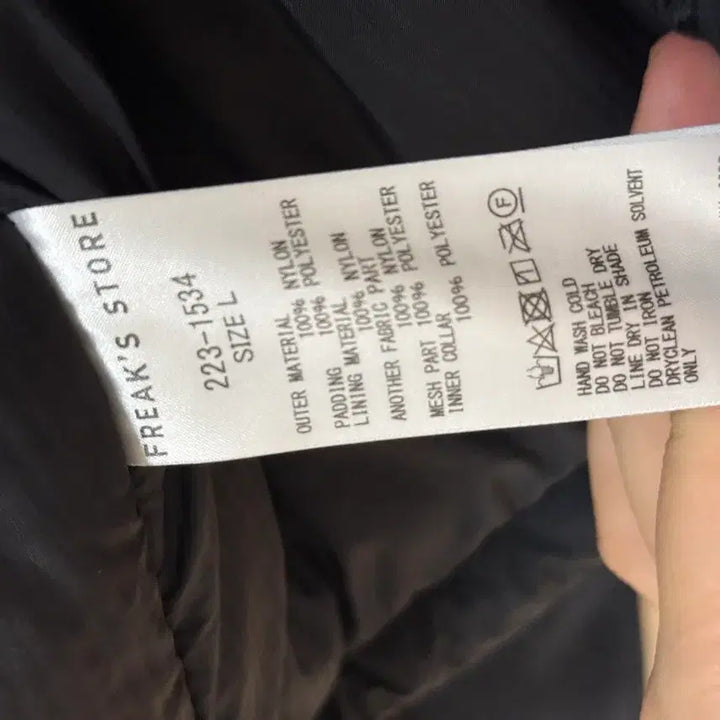 FREAK'S STORE
223-1534
SIZE L
OUTER MATERIAL
100% NYLON
PADDING 100% POLYESTER
LINING MATERIAL
100% NYLON
ANOTHER FABRIC PART
100% NYLON
MESH PART 100% POLYESTER
INNER COLLAR
100% POLYESTER
F
HAND WASH COLD
DO NOT BLEACH
DO NOT TUMBLE DRY
LINE DRY IN SHADE
DO NOT IRON
DRYCLEAN PETROLEUM SOLVENT
ONLY